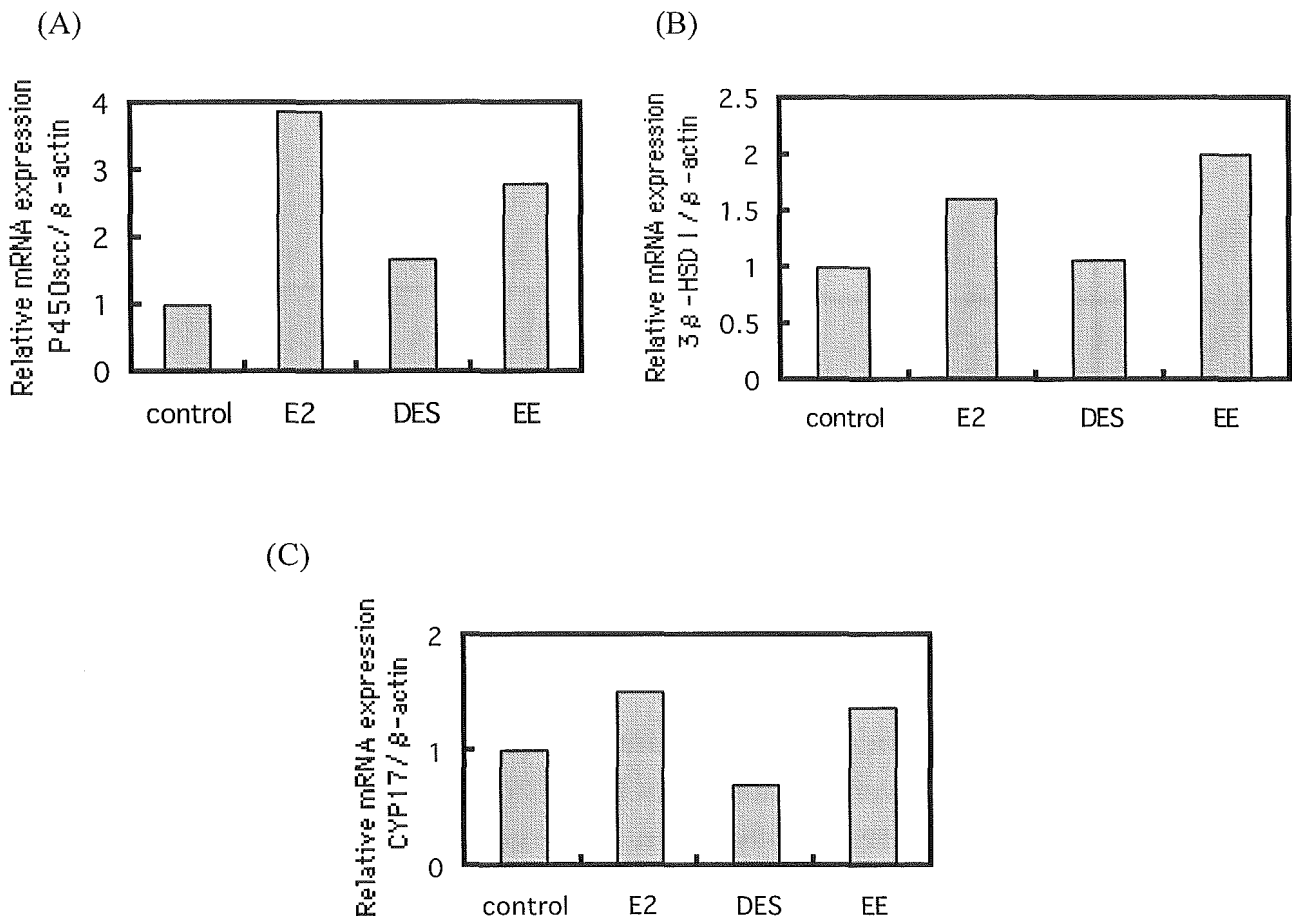 (A)
Relative mRNA expression
P450scc/β-actin
4
3
2
1
0
control E2 DES EE
(B)
Relative mRNA expression
3β-HSD I/β-actin
2.5
2
1.5
1
0.5
0
control E2 DES EE
(C)
Relative mRNA expression
CYP17/β-actin
2
1
0
control E2 DES EE